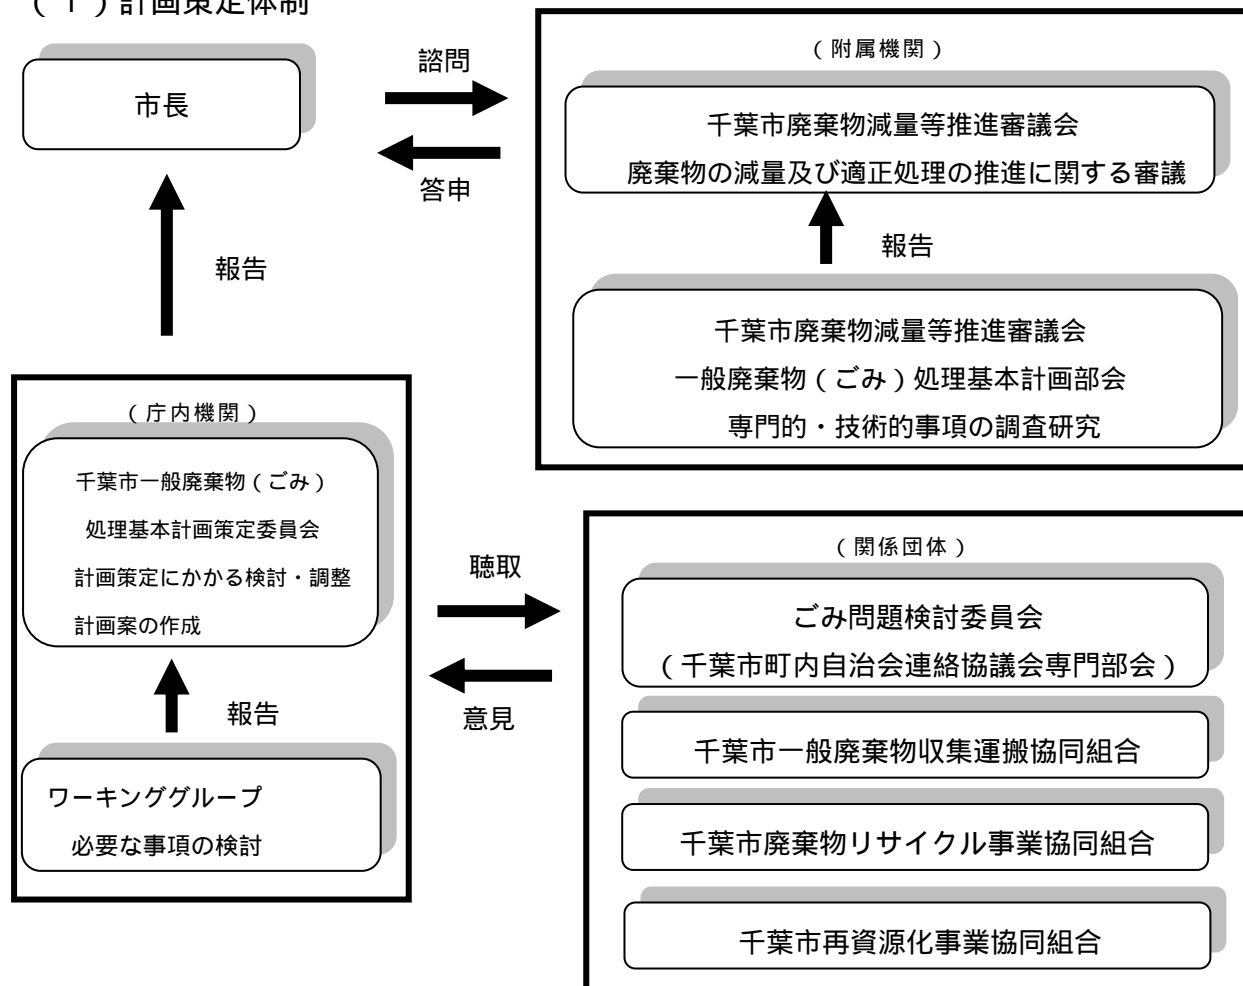 （１）計画策定体制
市長
諮問
答申
報告
（附属機関）
千葉市廃棄物減量等推進審議会
廃棄物の減量及び適正処理の推進に関する審議
報告
千葉市廃棄物減量等推進審議会
一般廃棄物（ごみ）処理基本計画部会
専門的・技術的事項の調査研究
（庁内機関）
千葉市一般廃棄物（ごみ）
処理基本計画策定委員会
計画策定にかかる検討・調整
計画案の作成
報告
ワーキンググループ
必要な事項の検討
聴取
意見
（関係団体）
ごみ問題検討委員会
（千葉市町内自治会連絡協議会専門部会）
千葉市一般廃棄物収集運搬協同組合
千葉市廃棄物リサイクル事業協同組合
千葉市再資源化事業協同組合